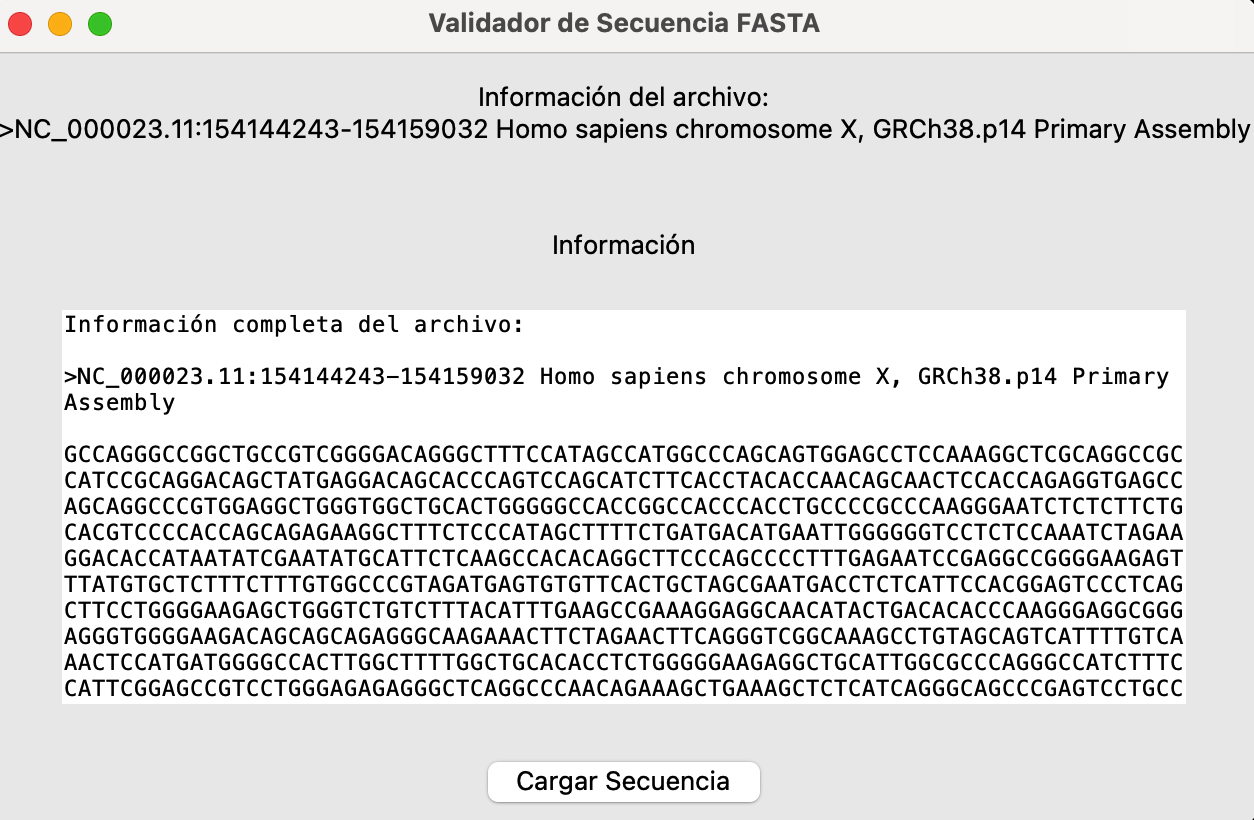 Validador de Secuencia FASTA
Información del archivo:
>NC_000023.11:154144243-154159032 Homo sapiens chromosome X, GRCh38.p14 Primary Assembly
Información
Información completa del archivo:
>NC_000023.11:154144243-154159032 Homo sapiens chromosome X, GRCh38.p14 Primary
Assembly
GCCAGGGCCGGCTGCCGTCGGGGACAGGGCTTTCCATAGCCATGGCCCAGCAGTGGAGCCTCCAAAGGCTCGCAGGCCGC
CATCCGCAGGACAGCTATGAGGACAGCACCCAGTCCAGCATCTTCACCTACACCAACAGCAACTCCACCAGAGGTGAGCC
AGCAGGCCCGTGGAGGCTGGGTGGCTGCACTGGGGGCCACCGGCCACCCACCTGCCCCGCCCAAGGGAATCTCTCTTCTG
CACGTCCCCACCAGCAGAGAAGGCTTTCTCCCATAGCTTTTCTGATGACATGAATTGGGGGGTCCTCTCCAAATCTAGAA
GGACACCATAATATCGAATATGCATTCTCAAGCCACACAGGCTTCCCAGCCCCTTTGAGAATCCGAGGCCGGGGAAGAGT
TTATGTGCTCTTTCTTTGTGGCCCGTAGATGAGTGTGTTCACTGCTAGCGAATGACCTCTCATTCCACGGAGTCCCTCAG
CTTCCTGGGGAAGAGCTGGGTCTGTCTTTACATTTGAAGCCGAAAGGAGGCAACATACTGACACACCCAAGGGAGGCGGG
AGGGTGGGGAAGACAGCAGCAGAGGGCAAGAAACTTCTAGAACTTCAGGGTCGGCAAAGCCTGTAGCAGTCATTTTGTCA
AACTCCATGATGGGGCCACTTGGCTTTTGGCTGCACACCTCTGGGGGAAGAGGCTGCATTGGCGCCCAGGGCCATCTTTC
CATTCGGAGCCGTCCTGGGAGAGAGGGCTCAGGCCCAACAGAAAGCTGAAAGCTCTCATCAGGGCAGCCCGAGTCCTGCC
Cargar Secuencia